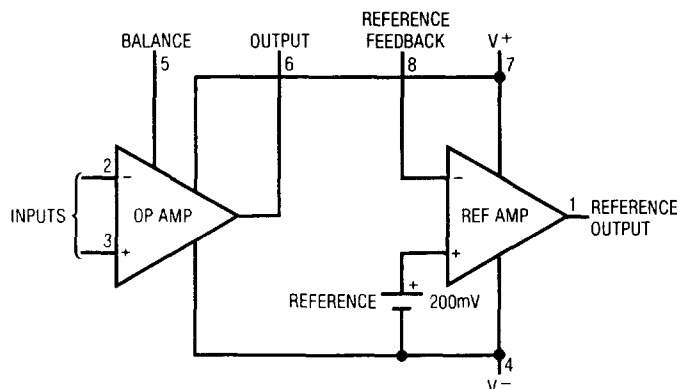 BALANCE
5
OUTPUT
6
REFERENCE
FEEDBACK
8
V+
7
2
−
INPUTS
OP AMP
3
+
−
REF AMP
1
REFERENCE
OUTPUT
+
+
REFERENCE
200mV
4
V−